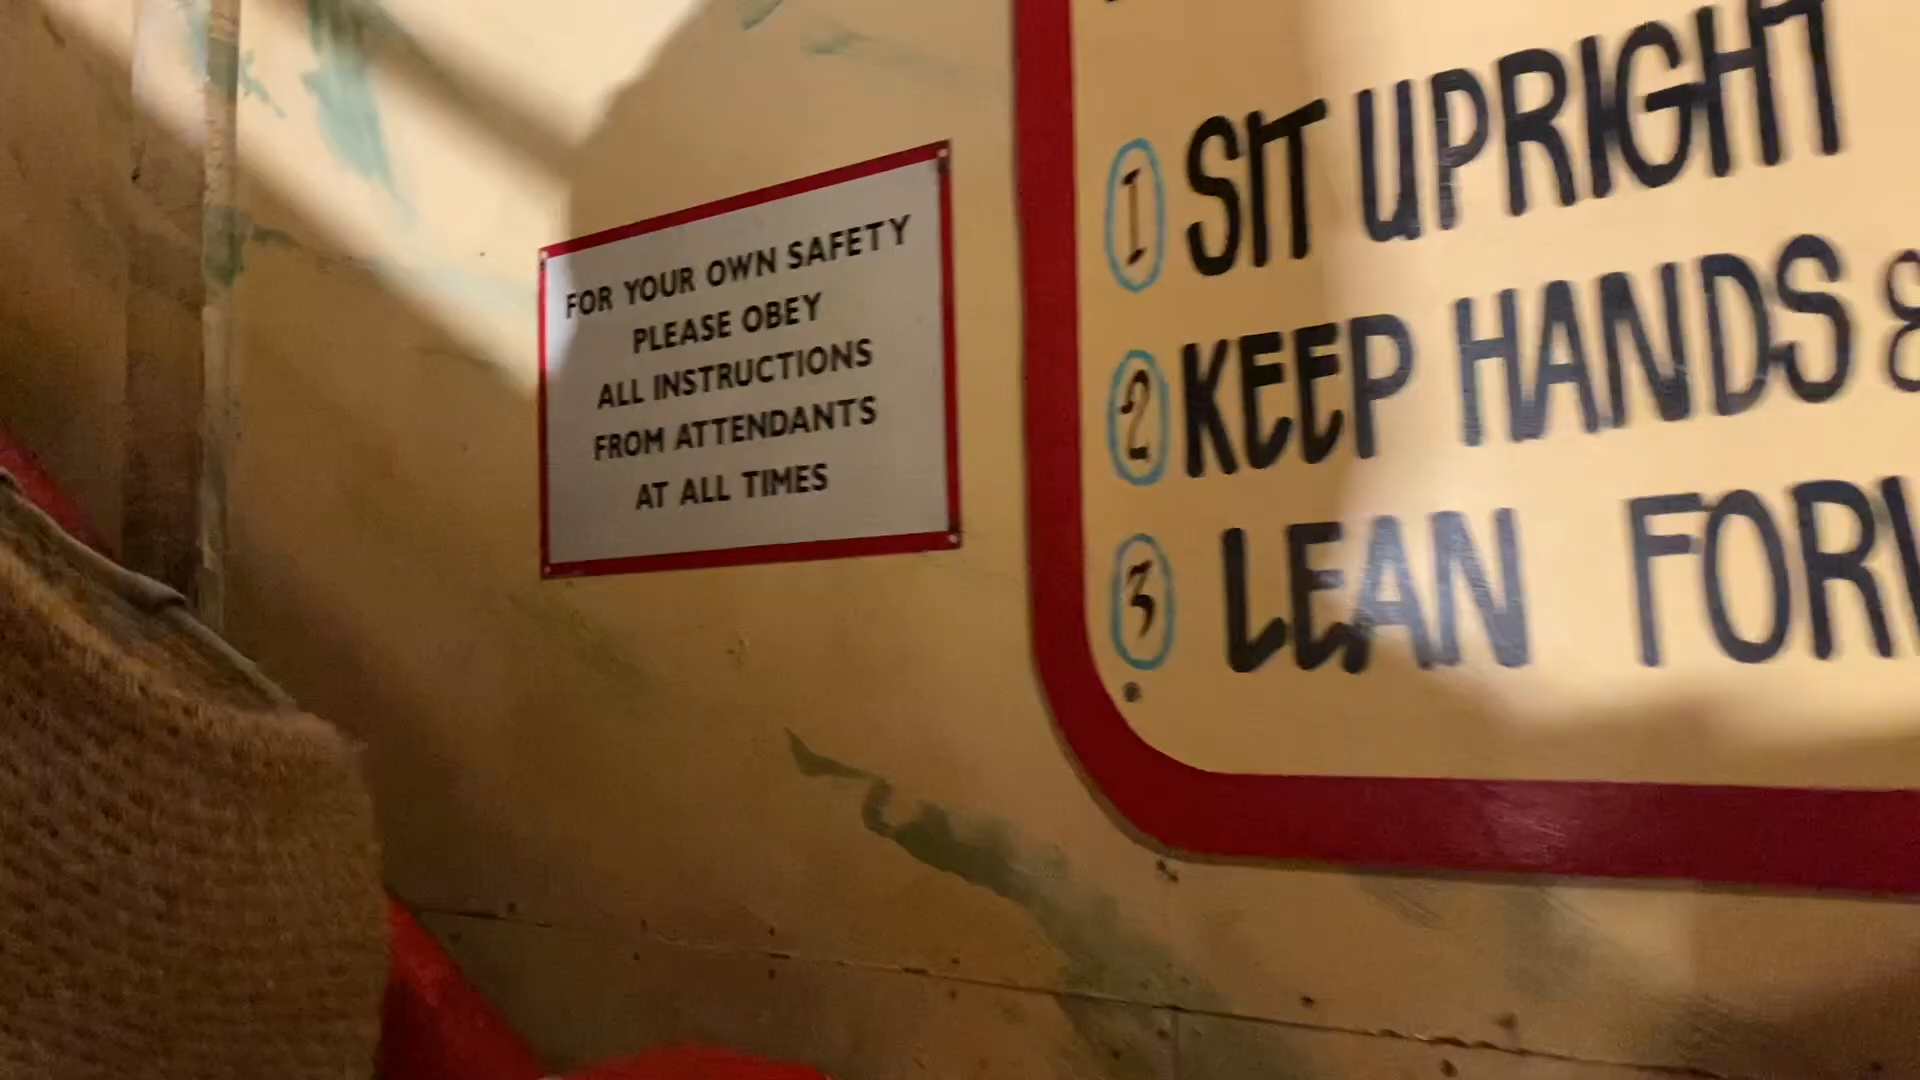 FOR YOUR OWN SAFETY
PLEASE OBEY
ALL INSTRUCTIONS
FROM ATTENDANTS
AT ALL TIMES
1 SIT UPRIGHT
2 KEEP HANDS &
3 LEAN